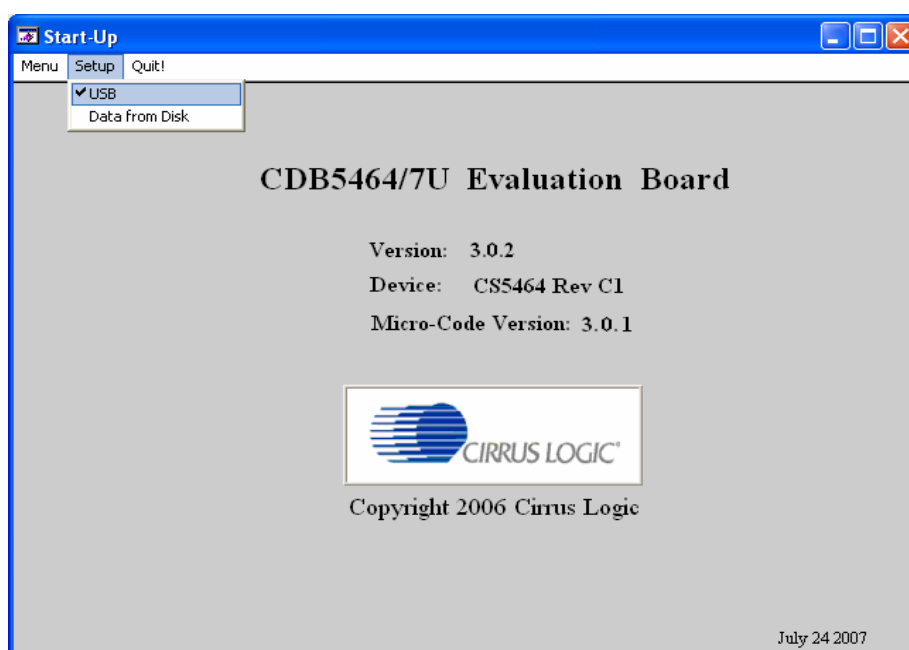 Start-Up
Menu Setup Quit!
USB
Data from Disk
CDB5464/7U Evaluation Board
Version: 3.0.2
Device: CS5464 Rev C1
Micro-Code Version: 3.0.1
CIRRUS LOGIC®
Copyright 2006 Cirrus Logic
July 24 2007